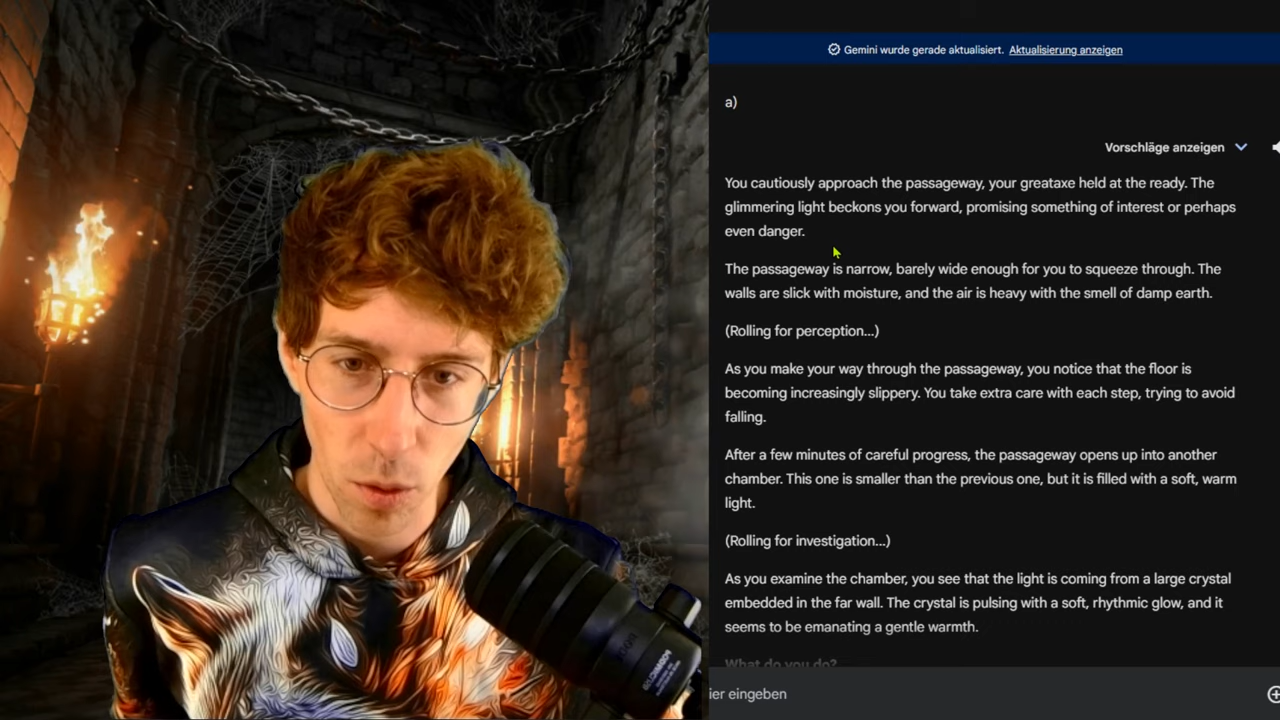 Gemini wurde gerade aktualisiert. Aktualisierung anzeigen
a)
Vorschläge anzeigen
You cautiously approach the passageway, your greataxe held at the ready. The
glimmering light beckons you forward, promising something of interest or perhaps
even danger.
The passageway is narrow, barely wide enough for you to squeeze through. The
walls are slick with moisture, and the air is heavy with the smell of damp earth.
(Rolling for perception...)
As you make your way through the passageway, you notice that the floor is
becoming increasingly slippery. You take extra care with each step, trying to avoid
falling.
After a few minutes of careful progress, the passageway opens up into another
chamber. This one is smaller than the previous one, but it is filled with a soft, warm
light.
(Rolling for investigation...)
As you examine the chamber, you see that the light is coming from a large crystal
embedded in the far wall. The crystal is pulsing with a soft, rhythmic glow, and it
seems to be emanating a gentle warmth.
What do you do?
ier eingeben